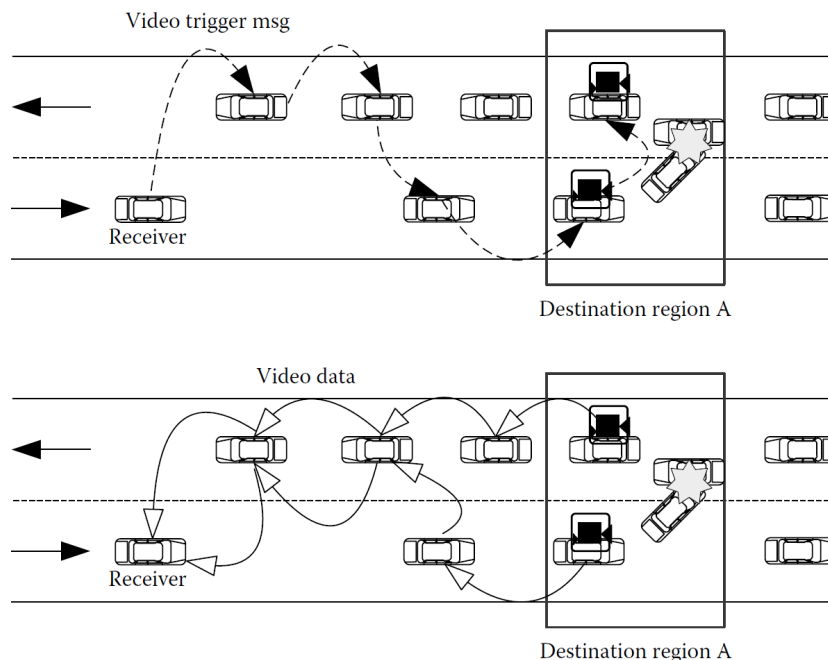 Video trigger msg
Receiver
Destination region A
Video data
Receiver
Destination region A